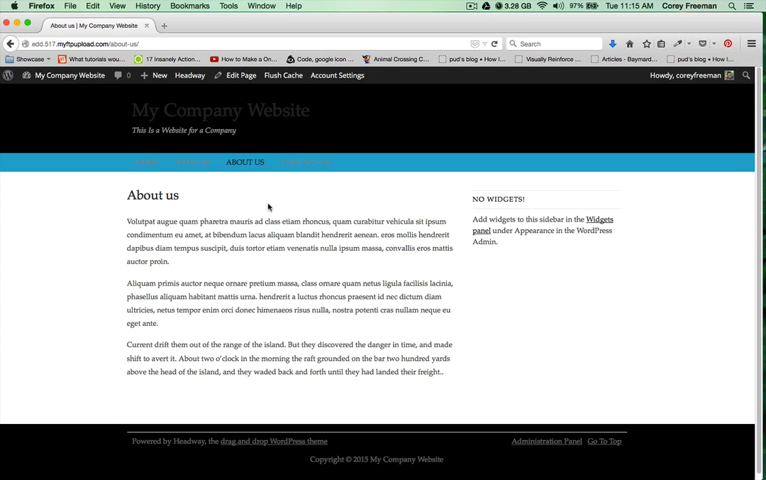 Firefox File Edit View History Bookmarks Tools Window Help 3.28 GB 97% Tue 11:15 AM Corey Freeman
About us | My Company Website
edd.517.myftpupload.com/about-us/ Search
Showcase What tutorials wou... 17 Insanely Action... How to Make a On... Code, google icon ... Animal Crossing C... pud's blog • How I... Visually Reinforce ... Articles - Baymard... pud's blog • How I...
My Company Website 0 New Headway Edit Page Flush Cache Account Settings Howdy, coreyfreeman
My Company Website
This Is a Website for a Company
ABOUT US
About us
Volutpat augue quam pharetra mauris ad class etiam rhoncus, quam curabitur vehicula sit ipsum
condimentum eu amet, at bibendum lacus aliquam blandit hendrerit aenean. eros mollis hendrerit
dapibus diam tempus suscipit, duis tortor etiam venenatis nulla ipsum massa, convallis eros mattis
auctor proin.
Aliquam primis auctor neque ornare pretium massa, class ornare quam netus ligula facilisis lacinia,
phasellus aliquam habitant mattis urna. hendrerit a luctus rhoncus praesent id nec dictum diam
ultricies, netus tempor enim orci donec himenaeos risus nulla, nostra potenti cras nullam neque eu
eget ante.
Current drift them out of the range of the island. But they discovered the danger in time, and made
shift to avert it. About two o'clock in the morning the raft grounded on the bar two hundred yards
above the head of the island, and they waded back and forth until they had landed their freight..
NO WIDGETS!
Add widgets to this sidebar in the Widgets
panel under Appearance in the WordPress
Admin.
Powered by Headway, the drag and drop WordPress theme Administration Panel Go To Top
Copyright © 2015 My Company Website